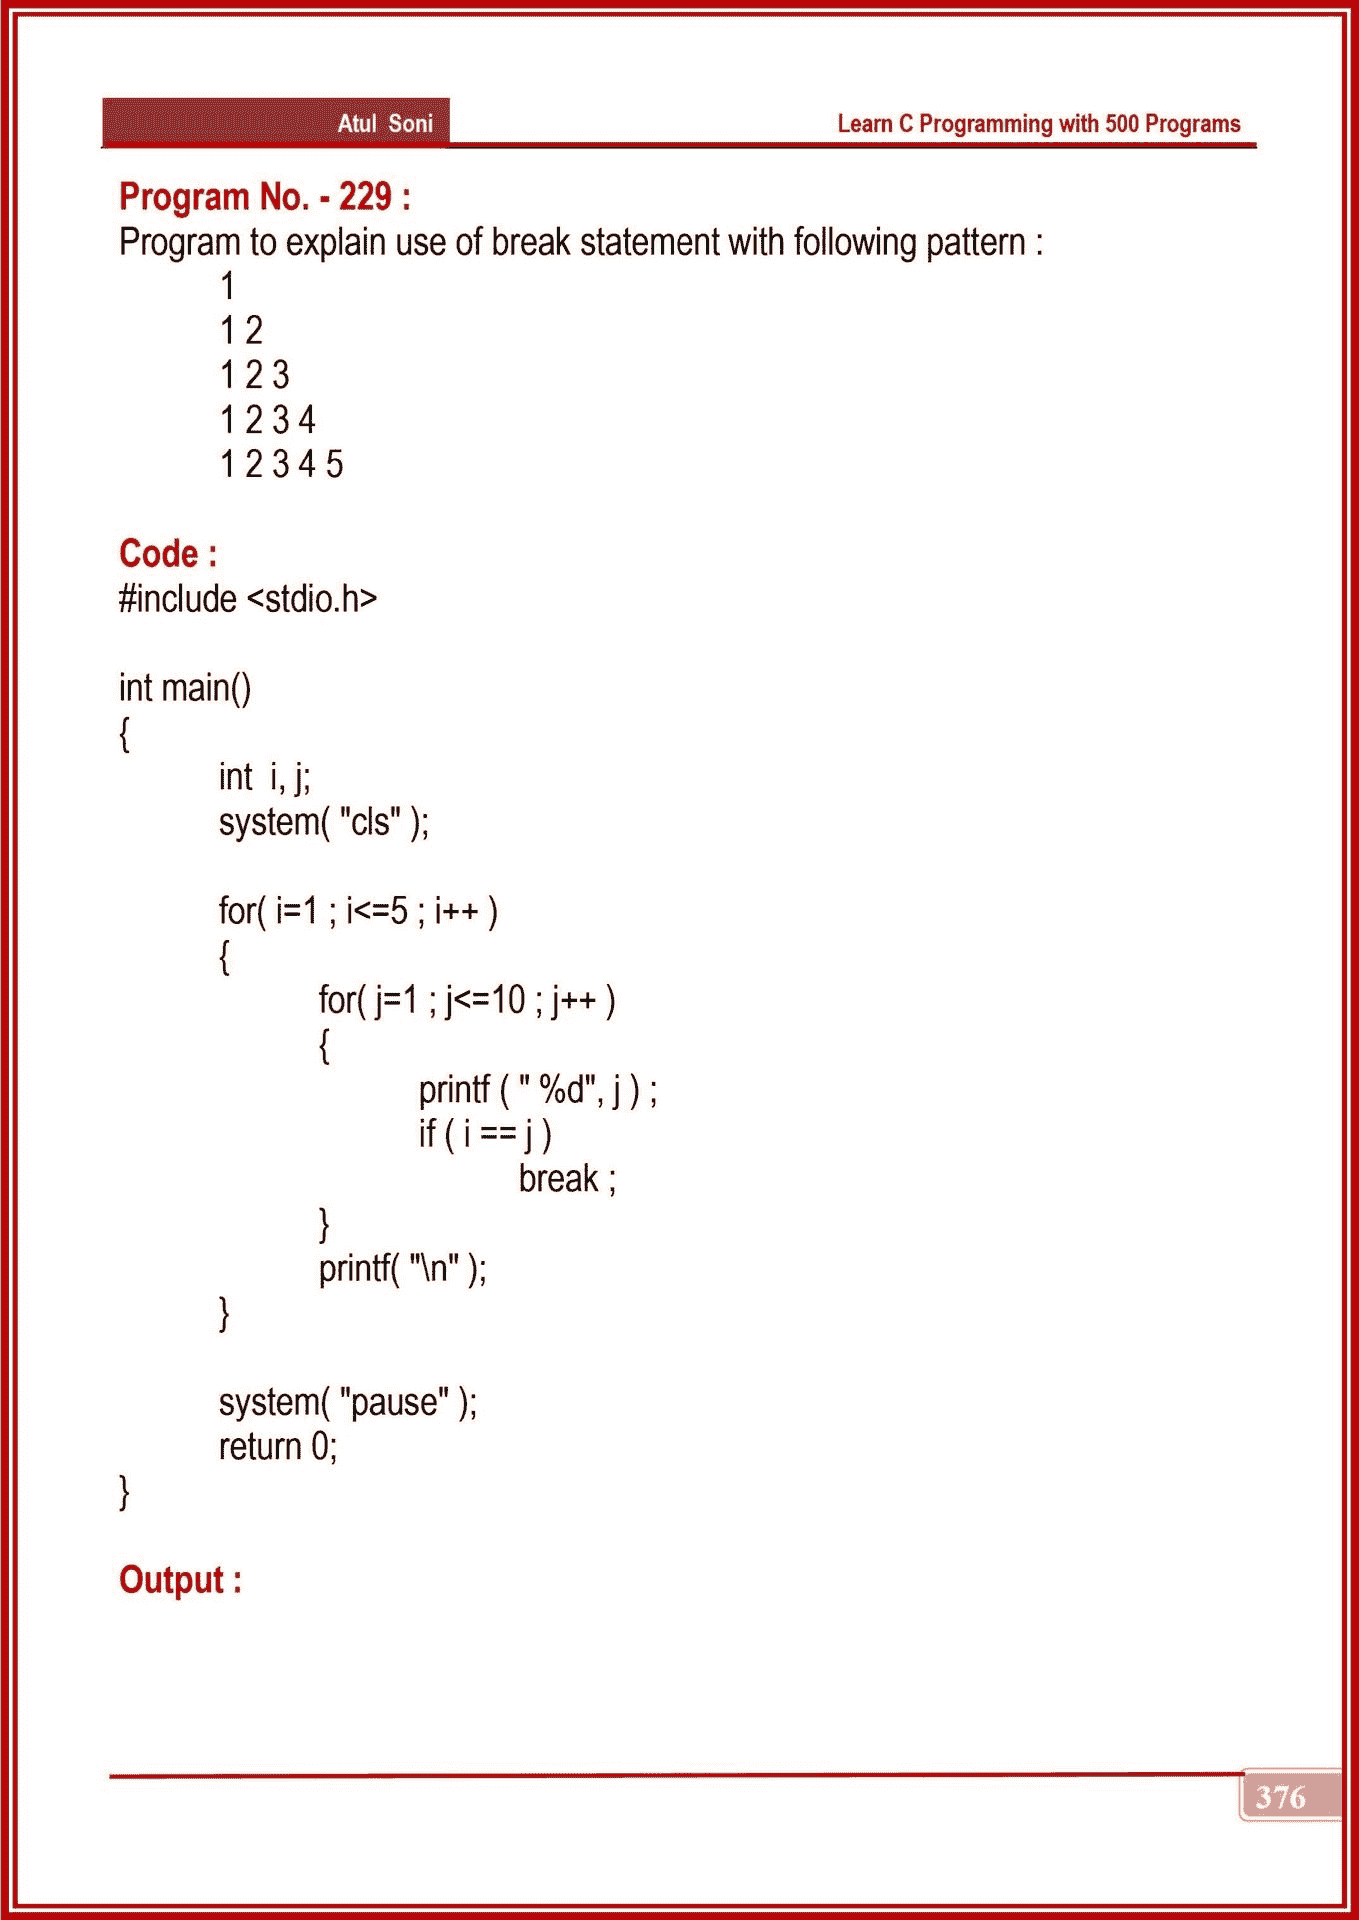 Atul Soni
Learn C Programming with 500 Programs
Program No. - 229 :
Program to explain use of break statement with following pattern :
1
1 2
1 2 3
1 2 3 4
1 2 3 4 5
Code :
#include <stdio.h>
int main()
{
int i, j;
system( "cls" );
for( i=1 ; i<=5 ; i++ )
{
for( j=1 ; j<=10 ; j++ )
{
printf ( " %d", j ) ;
if ( i == j )
break ;
}
printf( "\n" );
}
system( "pause" );
return 0;
}
Output :
376